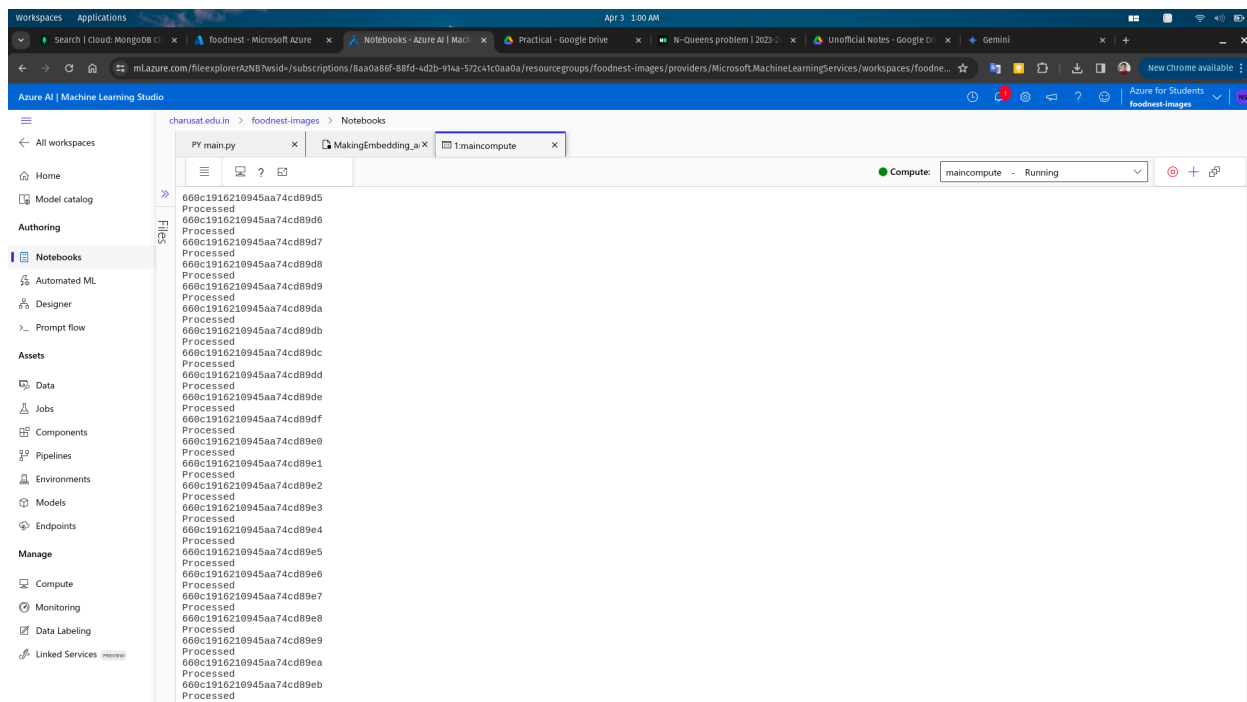 Workspaces Applications
Apr 3 1:00 AM
Search | Cloud: MongoDB Cl
foodnest - Microsoft Azure
Notebooks - Azure AI | Mach
Practical - Google Drive
N-Queens problem | 2023-2
Unofficial Notes - Google Dr
Gemini
ml.azure.com/fileexplorerAzNB?wsid=/subscriptions/8aa0a86f-88fd-4d2b-914a-572c41c0aa0a/resourcegroups/foodnest-images/providers/Microsoft.MachineLearningServices/workspaces/foodne...
New Chrome available
Azure AI | Machine Learning Studio
1
Azure for Students
foodnest-images
NS
All workspaces
Home
Model catalog
Authoring
Notebooks
Automated ML
Designer
Prompt flow
Assets
Data
Jobs
Components
Pipelines
Environments
Models
Endpoints
Manage
Compute
Monitoring
Data Labeling
Linked Services PREVIEW
charusat.edu.in > foodnest-images > Notebooks
PY main.py
MakingEmbedding_a
1:maincompute
Compute: maincompute - Running
Files
660c1916210945aa74cd89d5
Processed
660c1916210945aa74cd89d6
Processed
660c1916210945aa74cd89d7
Processed
660c1916210945aa74cd89d8
Processed
660c1916210945aa74cd89d9
Processed
660c1916210945aa74cd89da
Processed
660c1916210945aa74cd89db
Processed
660c1916210945aa74cd89dc
Processed
660c1916210945aa74cd89dd
Processed
660c1916210945aa74cd89de
Processed
660c1916210945aa74cd89df
Processed
660c1916210945aa74cd89e0
Processed
660c1916210945aa74cd89e1
Processed
660c1916210945aa74cd89e2
Processed
660c1916210945aa74cd89e3
Processed
660c1916210945aa74cd89e4
Processed
660c1916210945aa74cd89e5
Processed
660c1916210945aa74cd89e6
Processed
660c1916210945aa74cd89e7
Processed
660c1916210945aa74cd89e8
Processed
660c1916210945aa74cd89e9
Processed
660c1916210945aa74cd89ea
Processed
660c1916210945aa74cd89eb
Processed